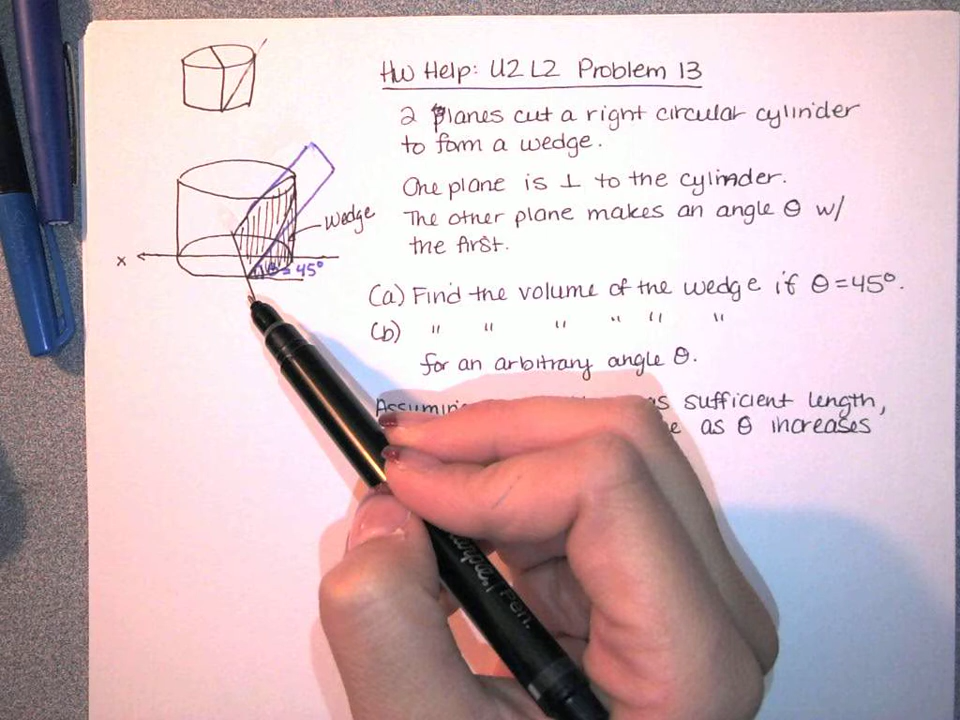 HW Help: U2 L2 Problem 13
2 Planes cut a right circular cylinder
to form a wedge.
One plane is ⊥ to the cylinder.
The other plane makes an angle θ w/
the first.
wedge
x
θ = 45°
(a) Find the volume of the wedge if θ = 45°.
(b) " " " " " "
for an arbitrary angle θ.
sufficient length,
as θ increases
Pen.